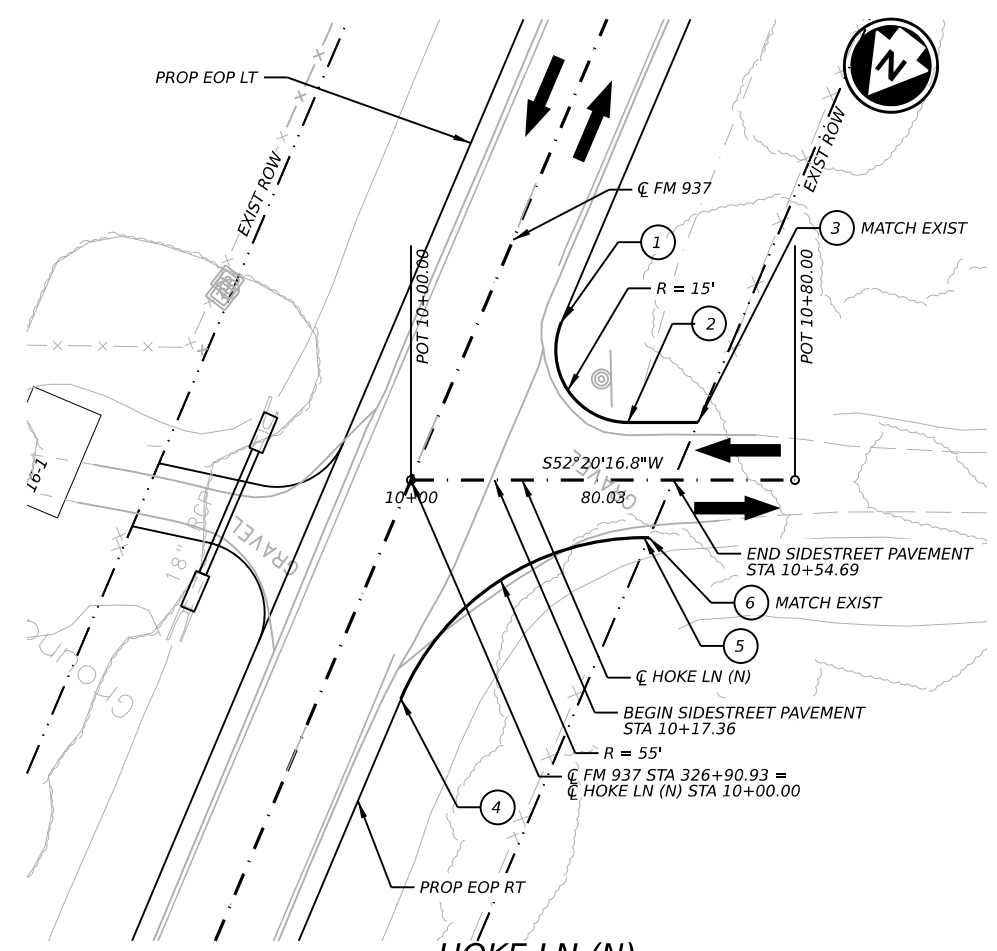 PROP EOP LT
N
EXIST ROW
EXIST ROW
℄ FM 937
3 MATCH EXIST
1
POT 10+00.00
R = 15'
POT 10+80.00
2
S52°20'16.8"W
10+00
80.03
GRAVEL
16-1
18" RCP
GRAVEL
END SIDESTREET PAVEMENT
STA 10+54.69
6 MATCH EXIST
5
℄ HOKE LN (N)
BEGIN SIDESTREET PAVEMENT
STA 10+17.36
R = 55'
℄ FM 937 STA 326+90.93 =
℄ HOKE LN (N) STA 10+00.00
4
PROP EOP RT
HOKE LN (N)